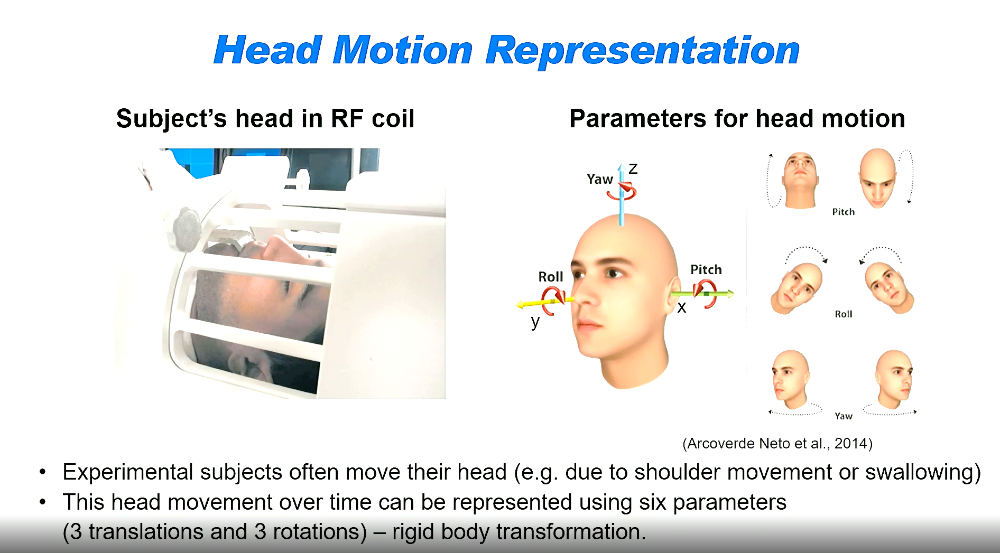 Head Motion Representation
Subject’s head in RF coil
Parameters for head motion
z
Yaw
Roll
Pitch
x
y
Pitch
Roll
Yaw
(Arcoverde Neto et al., 2014)
• Experimental subjects often move their head (e.g. due to shoulder movement or swallowing)
• This head movement over time can be represented using six parameters
(3 translations and 3 rotations) – rigid body transformation.